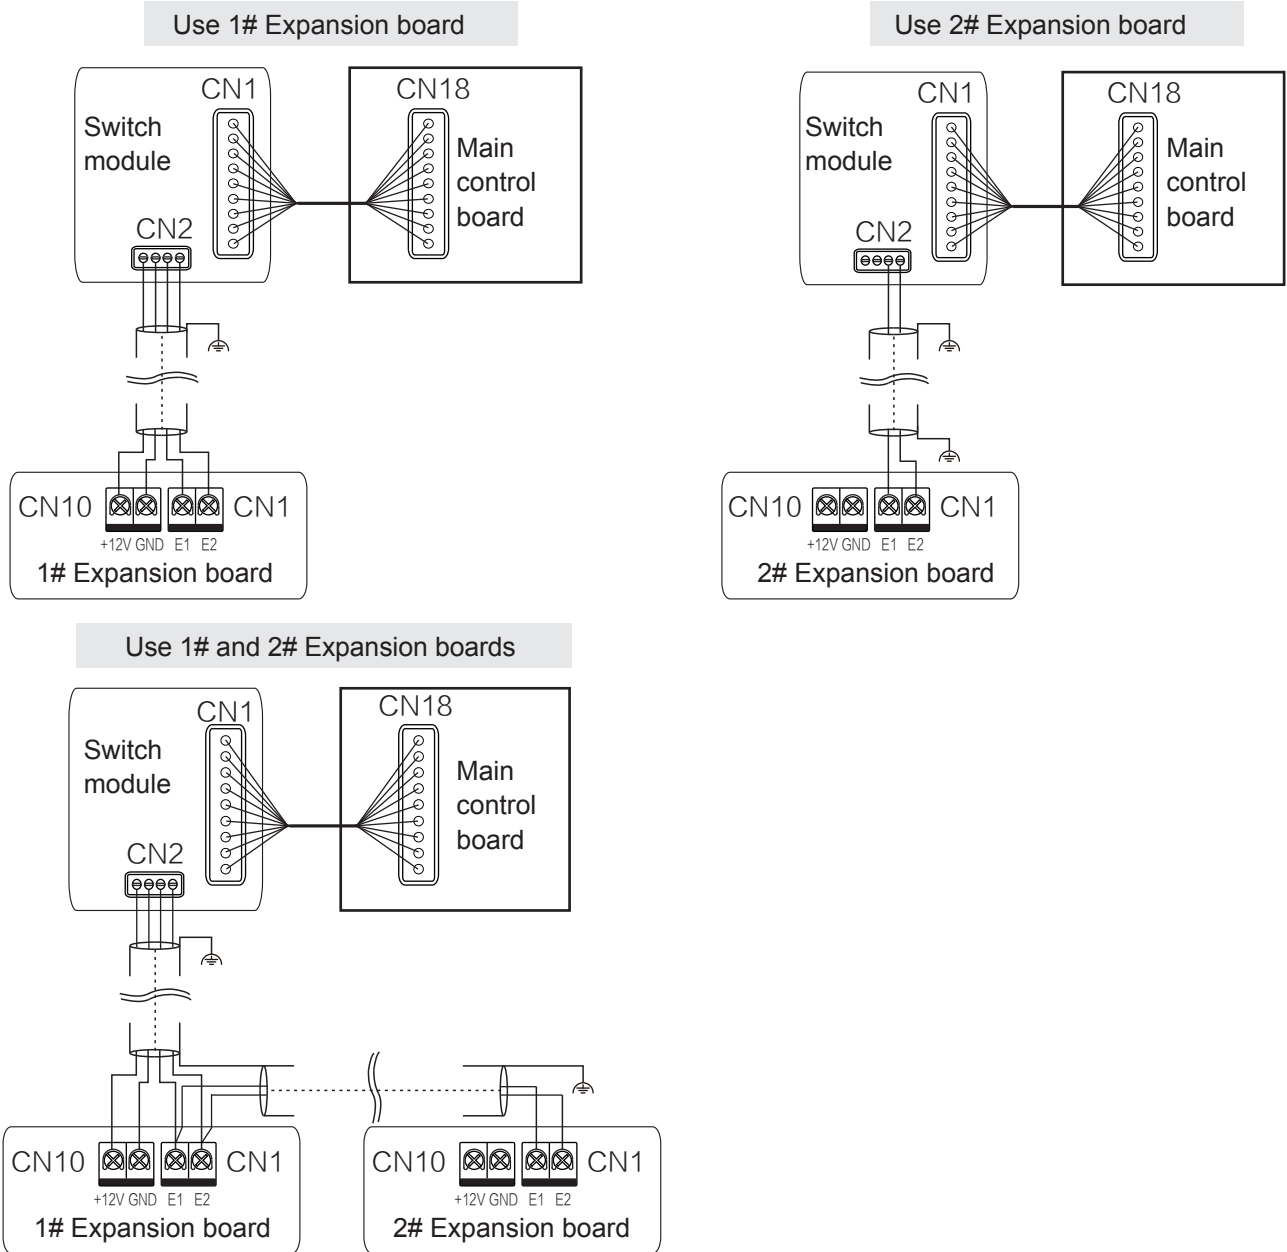 Use 1# Expansion board
CN1
CN18
Switch
module
Main
control
board
CN2
CN10
CN1
+12V GND E1 E2
1# Expansion board
Use 2# Expansion board
CN1
CN18
Switch
module
Main
control
board
CN2
CN10
CN1
+12V GND E1 E2
2# Expansion board
Use 1# and 2# Expansion boards
CN1
CN18
Switch
module
Main
control
board
CN2
CN10
CN1
+12V GND E1 E2
1# Expansion board
CN10
CN1
+12V GND E1 E2
2# Expansion board